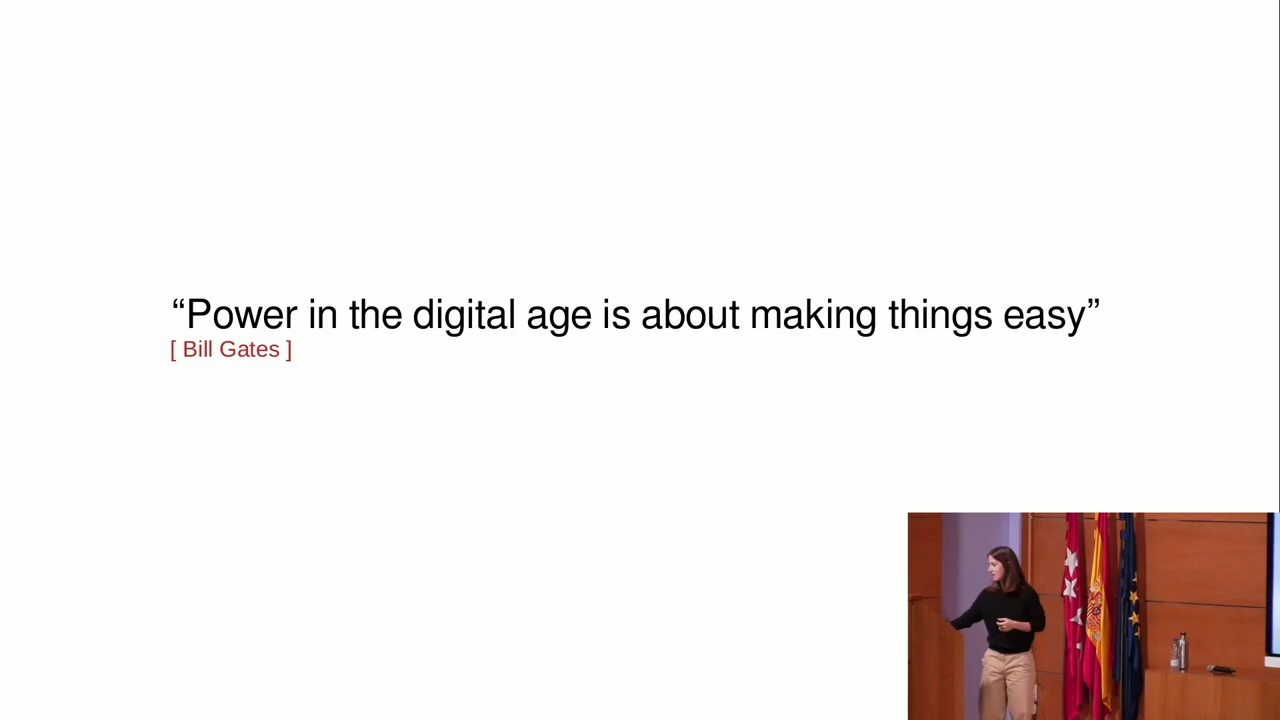 “Power in the digital age is about making things easy”
[ Bill Gates ]